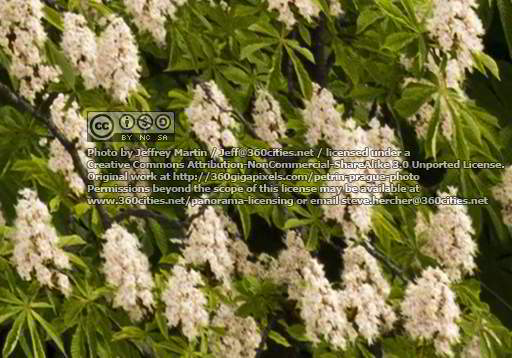 cc BY NC SA
Photo by Jeffrey Martin / Jeff@360cities.net / licensed under a
Creative Commons Attribution-NonCommercial-ShareAlike 3.0 Unported License.
Original work at http://360gigapixels.com/petrin-prague-photo
Permissions beyond the scope of this license may be available at
www.360cities.net/panorama-licensing or email steve.hercher@360cities.net